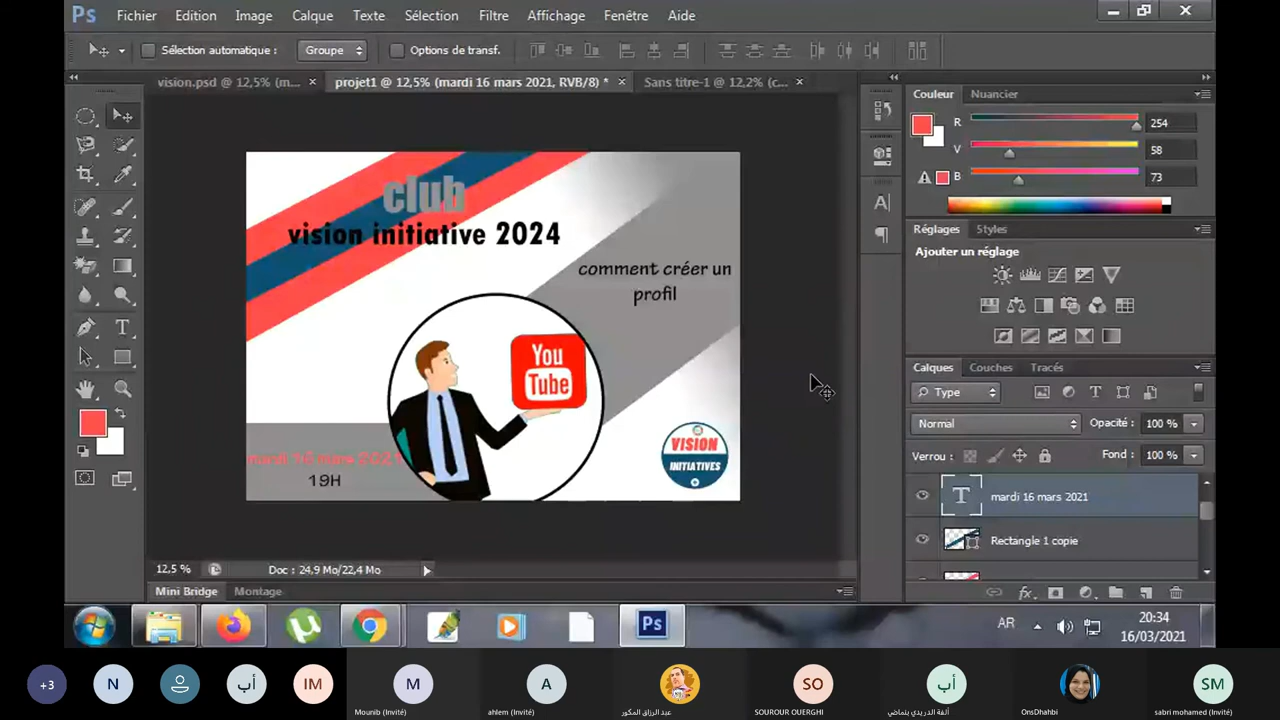 Ps Fichier Edition Image Calque Texte Sélection Filtre Affichage Fenêtre Aide
Sélection automatique : Groupe Options de transf.
vision.psd @ 12,5% (m... × projet1 @ 12,5% (mardi 16 mars 2021, RVB/8) * × Sans titre-1 @ 12,2% (c... ×
Couleur Nuancier
R 254
V 58
B 73
Réglages Styles
Ajouter un réglage
club
vision initiative 2024
comment créer un
profil
You
Tube
mardi 16 mars 2021
19H
VISION
INITIATIVES
Calques Couches Tracés
Type
Normal Opacité : 100 %
Verrou : Fond : 100 %
T mardi 16 mars 2021
Rectangle 1 copie
12,5 % Doc : 24,9 Mo/22,4 Mo
Mini Bridge Montage
Ps
AR 20:34
16/03/2021
+3 N أب IM M A SO أب SM
Mounib (Invité) ahlem (Invité) عبد الرزاق المكور SOUROUR OUERGHI ألفة الدريدي بنماضي OnsDhahbi sabri mohamed (Invité)